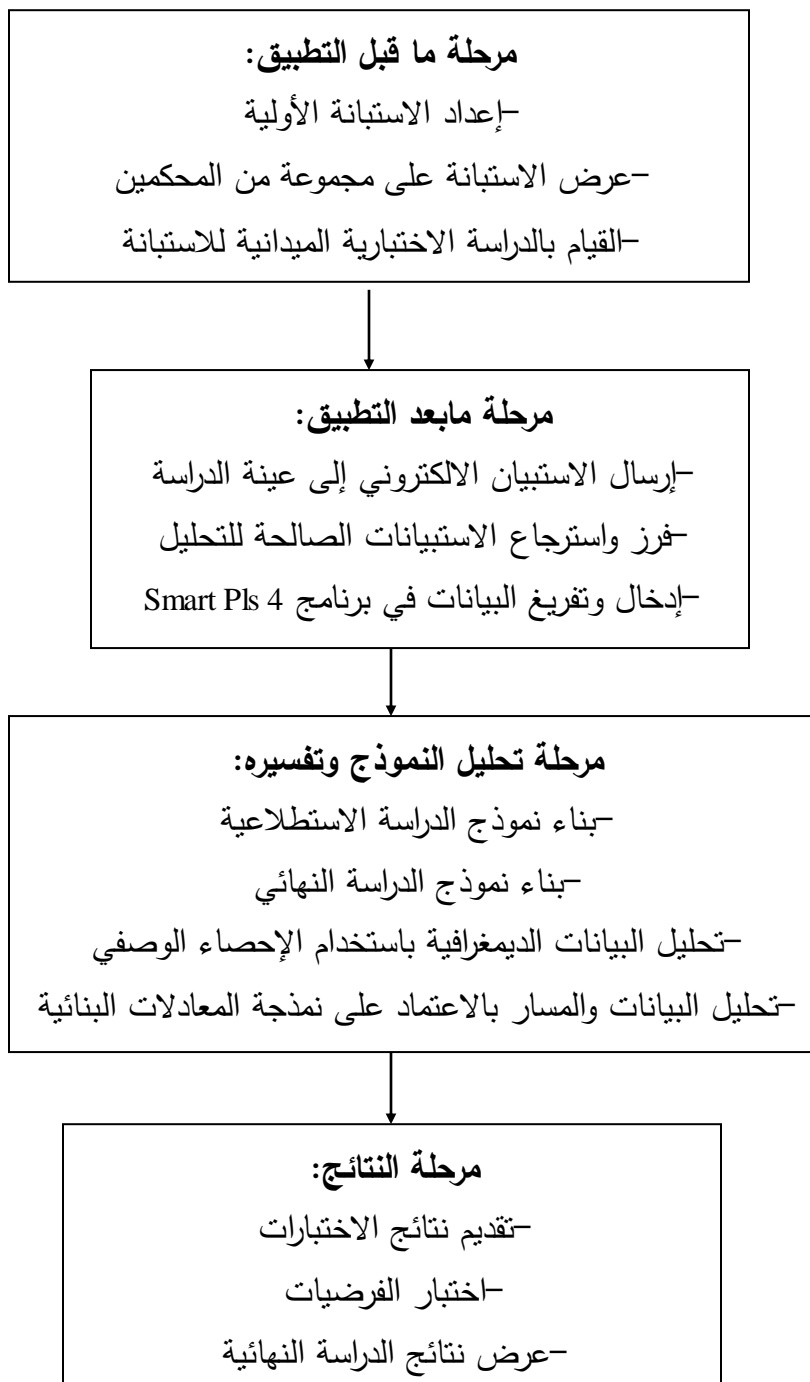 مرحلة ما قبل التطبيق:
-إعداد الاستبانة الأولية
-عرض الاستبانة على مجموعة من المحكمين
-القيام بالدراسة الاختبارية الميدانية للاستبانة
مرحلة مابعد التطبيق:
-إرسال الاستبيان الالكتروني إلى عينة الدراسة
-فرز واسترجاع الاستبيانات الصالحة للتحليل
-إدخال وتفريغ البيانات في برنامج Smart Pls 4
مرحلة تحليل النموذج وتفسيره:
-بناء نموذج الدراسة الاستطلاعية
-بناء نموذج الدراسة النهائي
-تحليل البيانات الديمغرافية باستخدام الإحصاء الوصفي
-تحليل البيانات والمسار بالاعتماد على نمذجة المعادلات البنائية
مرحلة النتائج:
-تقديم نتائج الاختبارات
-اختبار الفرضيات
-عرض نتائج الدراسة النهائية